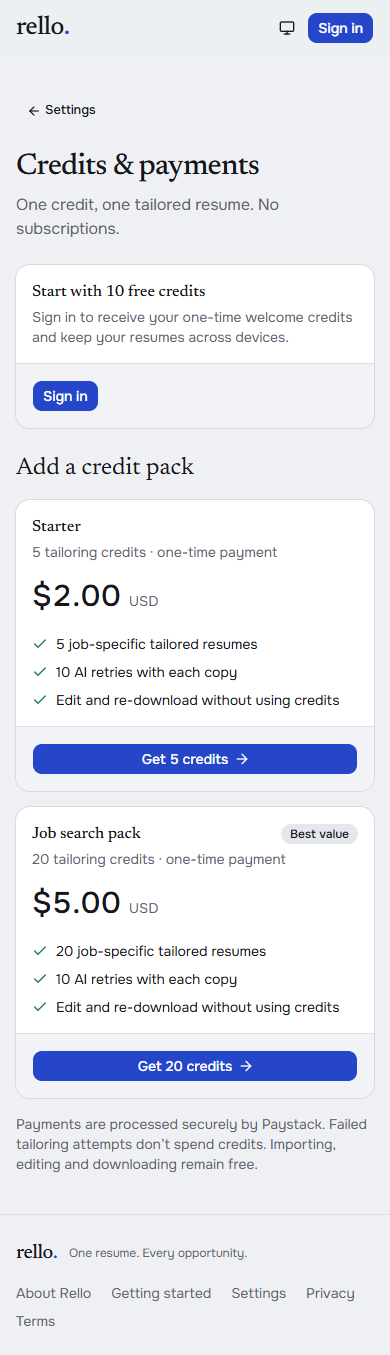 rello.
Sign in
← Settings
Credits & payments
One credit, one tailored resume. No
subscriptions.
Start with 10 free credits
Sign in to receive your one-time welcome credits
and keep your resumes across devices.
Sign in
Add a credit pack
Starter
5 tailoring credits · one-time payment
$2.00 USD
5 job-specific tailored resumes
10 AI retries with each copy
Edit and re-download without using credits
Get 5 credits →
Job search pack
Best value
20 tailoring credits · one-time payment
$5.00 USD
20 job-specific tailored resumes
10 AI retries with each copy
Edit and re-download without using credits
Get 20 credits →
Payments are processed securely by Paystack. Failed
tailoring attempts don’t spend credits. Importing,
editing and downloading remain free.
rello. One resume. Every opportunity.
About Rello Getting started Settings Privacy
Terms